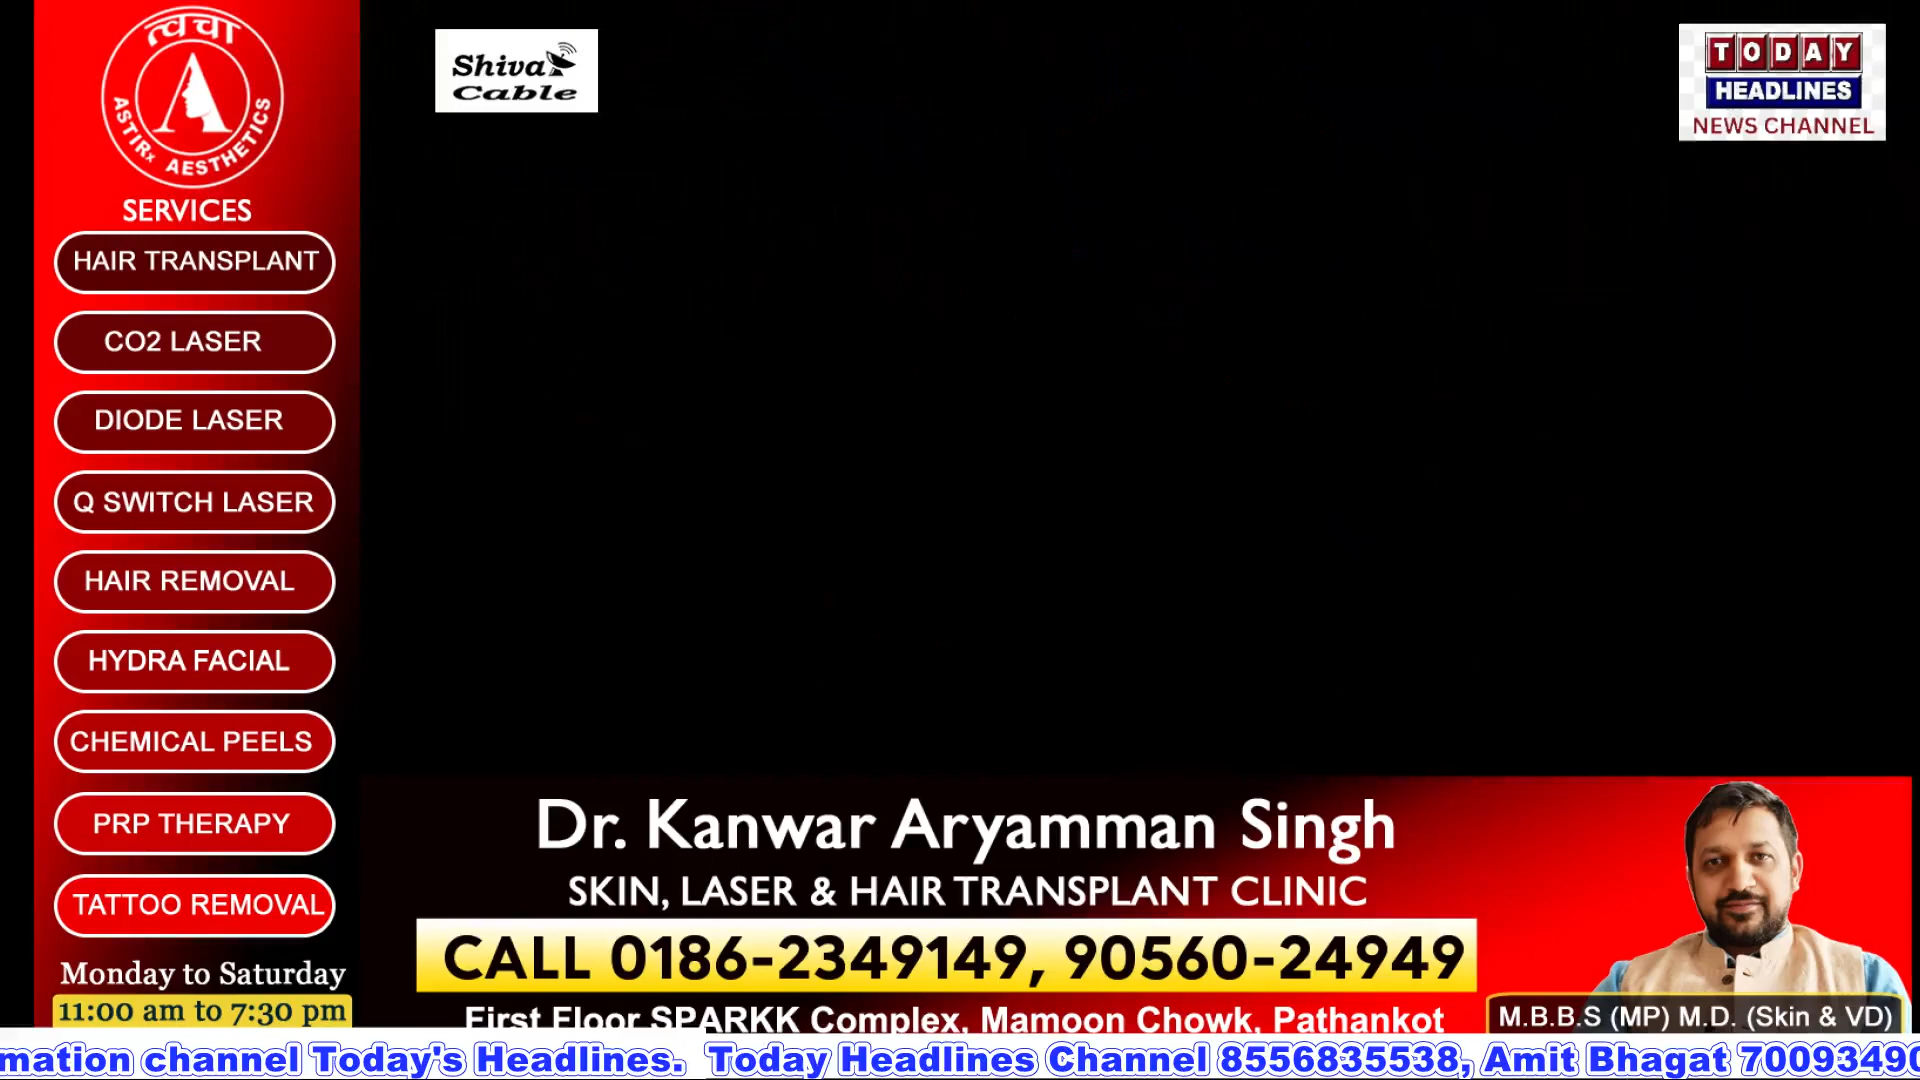 त्वचा
ASTIRx AESTHETICS
SERVICES
HAIR TRANSPLANT
CO2 LASER
DIODE LASER
Q SWITCH LASER
HAIR REMOVAL
HYDRA FACIAL
CHEMICAL PEELS
PRP THERAPY
TATTOO REMOVAL
Monday to Saturday
11:00 am to 7:30 pm
Shiva
Cable
TODAY
HEADLINES
NEWS CHANNEL
Dr. Kanwar Aryamman Singh
SKIN, LASER & HAIR TRANSPLANT CLINIC
CALL 0186-2349149, 90560-24949
First Floor SPARKK Complex, Mamoon Chowk, Pathankot
M.B.B.S (MP) M.D. (Skin & VD)
mation channel Today's Headlines. Today Headlines Channel 8556835538, Amit Bhagat 70093490